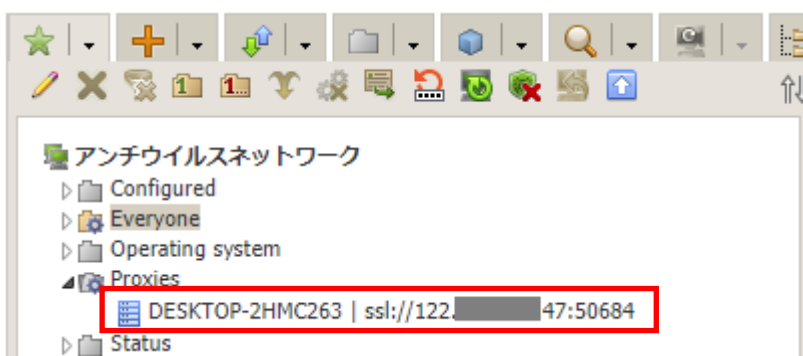 アンチウイルスネットワーク
Configured
Everyone
Operating system
Proxies
DESKTOP-2HMC263 | ssl://122. 47:50684
Status